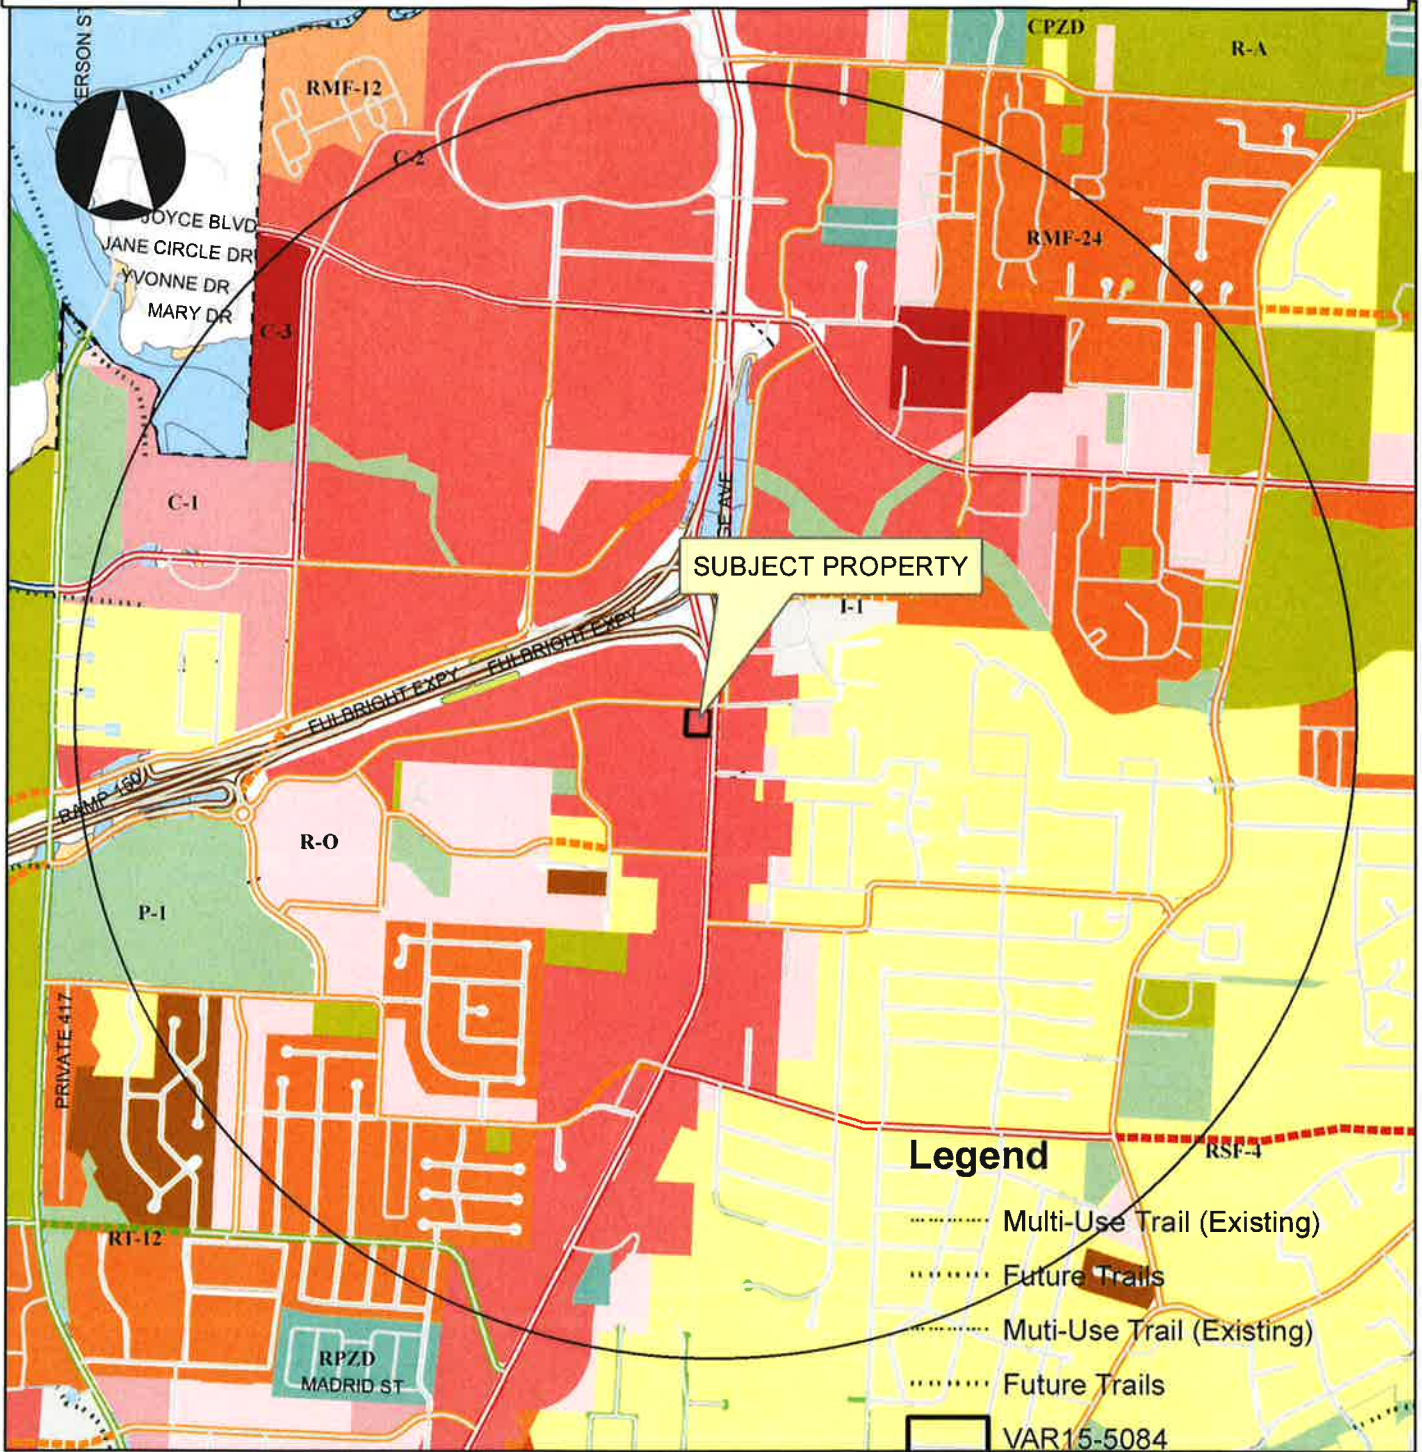 CPZD
R-A
RMF-12
C-2
JOYCE BLVD
JANE CIRCLE DR
YVONNE DR
MARY DR
RMF-24
C-3
C-1
SUBJECT PROPERTY
I-1
FULBRIGHT EXPY
FULBRIGHT EXPY
R-O
P-1
PRIVATE 417
Legend
RSF-4
Multi-Use Trail (Existing)
RT-12
Future Trails
Muti-Use Trail (Existing)
RPZD
MADRID ST
Future Trails
VAR15-5084